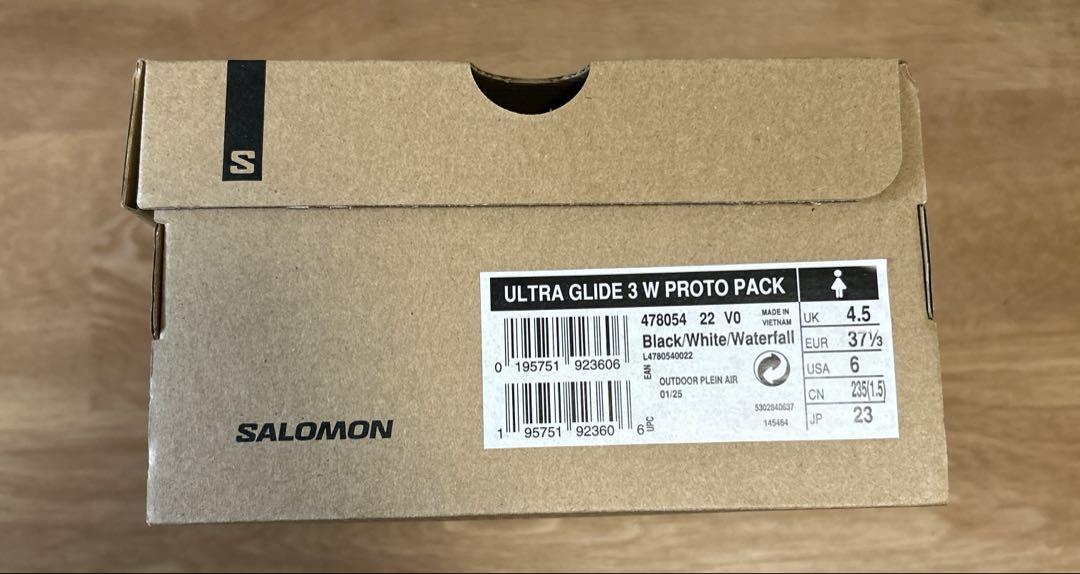 S
SALOMON
ULTRA GLIDE 3 W PROTO PACK
478054 22 V0
MADE IN
VIETNAM
Black/White/Waterfall
L4780540022
0 195751 923606
EAN
OUTDOOR PLEIN AIR
01/25
5302840637
145464
1 95751 92360 6
UPC
UK 4.5
EUR 37⅓
USA 6
CN 235(1.5)
JP 23